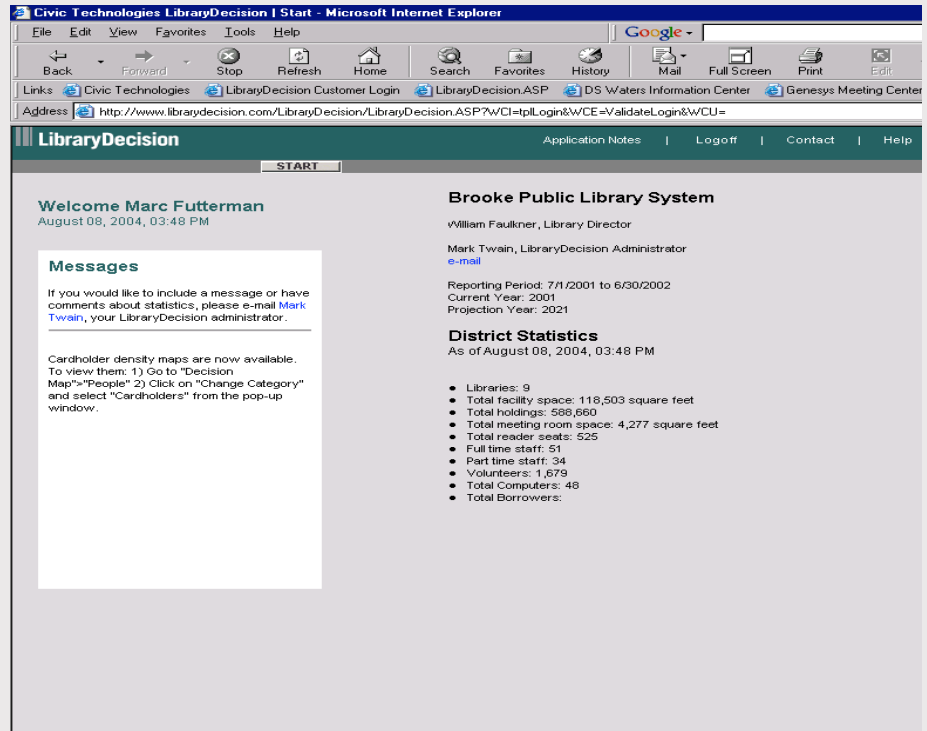 Civic Technologies LibraryDecision | Start - Microsoft Internet Explorer
File Edit View Favorites Tools Help Google
Back Forward Stop Refresh Home Search Favorites History Mail Full Screen Print Edit
Links Civic Technologies LibraryDecision Customer Login LibraryDecision.ASP DS Waters Information Center Genesys Meeting Center
Address http://www.librarydecision.com/LibraryDecision/LibraryDecision.ASP?WCI=tplLogin&WCE=ValidateLogin&WCU=
LibraryDecision Application Notes | Logoff | Contact | Help
START
Welcome Marc Futterman
August 08, 2004, 03:48 PM
Messages
If you would like to include a message or have
comments about statistics, please e-mail Mark
Twain, your LibraryDecision administrator.
Cardholder density maps are now available.
To view them: 1) Go to "Decision
Map">"People" 2) Click on "Change Category"
and select "Cardholders" from the pop-up
window.
Brooke Public Library System
William Faulkner, Library Director
Mark Twain, LibraryDecision Administrator
e-mail
Reporting Period: 7/1/2001 to 6/30/2002
Current Year: 2001
Projection Year: 2021
District Statistics
As of August 08, 2004, 03:48 PM
• Libraries: 9
• Total facility space: 118,503 square feet
• Total holdings: 588,660
• Total meeting room space: 4,277 square feet
• Total reader seats: 525
• Full time staff: 51
• Part time staff: 34
• Volunteers: 1,679
• Total Computers: 48
• Total Borrowers: